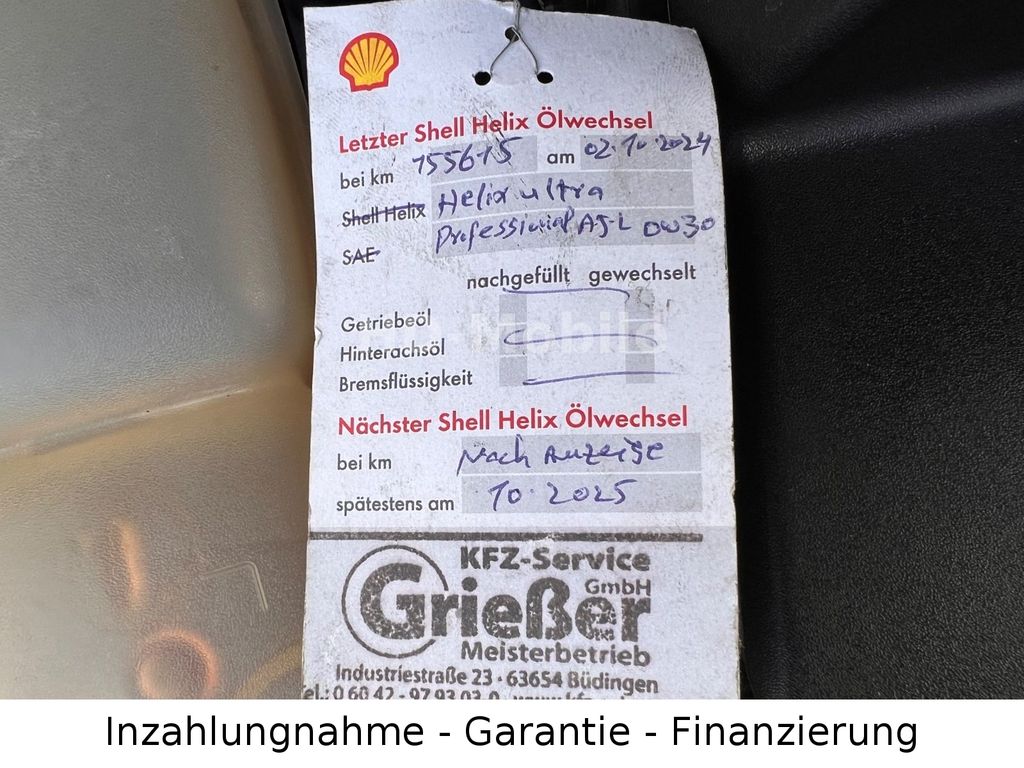 Letzter Shell Helix Ölwechsel
bei km 155615 am 02.10.2024
Shell Helix Helix ultra
SAE Professional AJ-L 0W30
nachgefüllt gewechselt
Getriebeöl
Hinterachsöl
Bremsflüssigkeit
Nächster Shell Helix Ölwechsel
bei km Nach Anzeige
spätestens am 10.2025
KFZ-Service
Grießer
GmbH
Meisterbetrieb
Industriestraße 23 · 63654 Büdingen
Inzahlungnahme - Garantie - Finanzierung